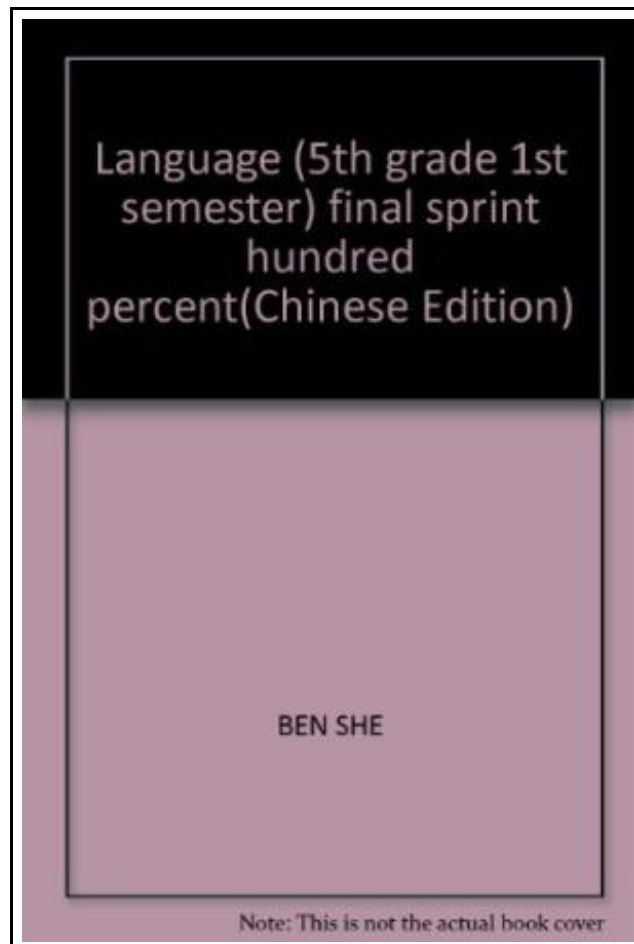 Language (5th grade 1st
semester) final sprint
hundred
percent(Chinese Edition)
BEN SHE
Note: This is not the actual book cover